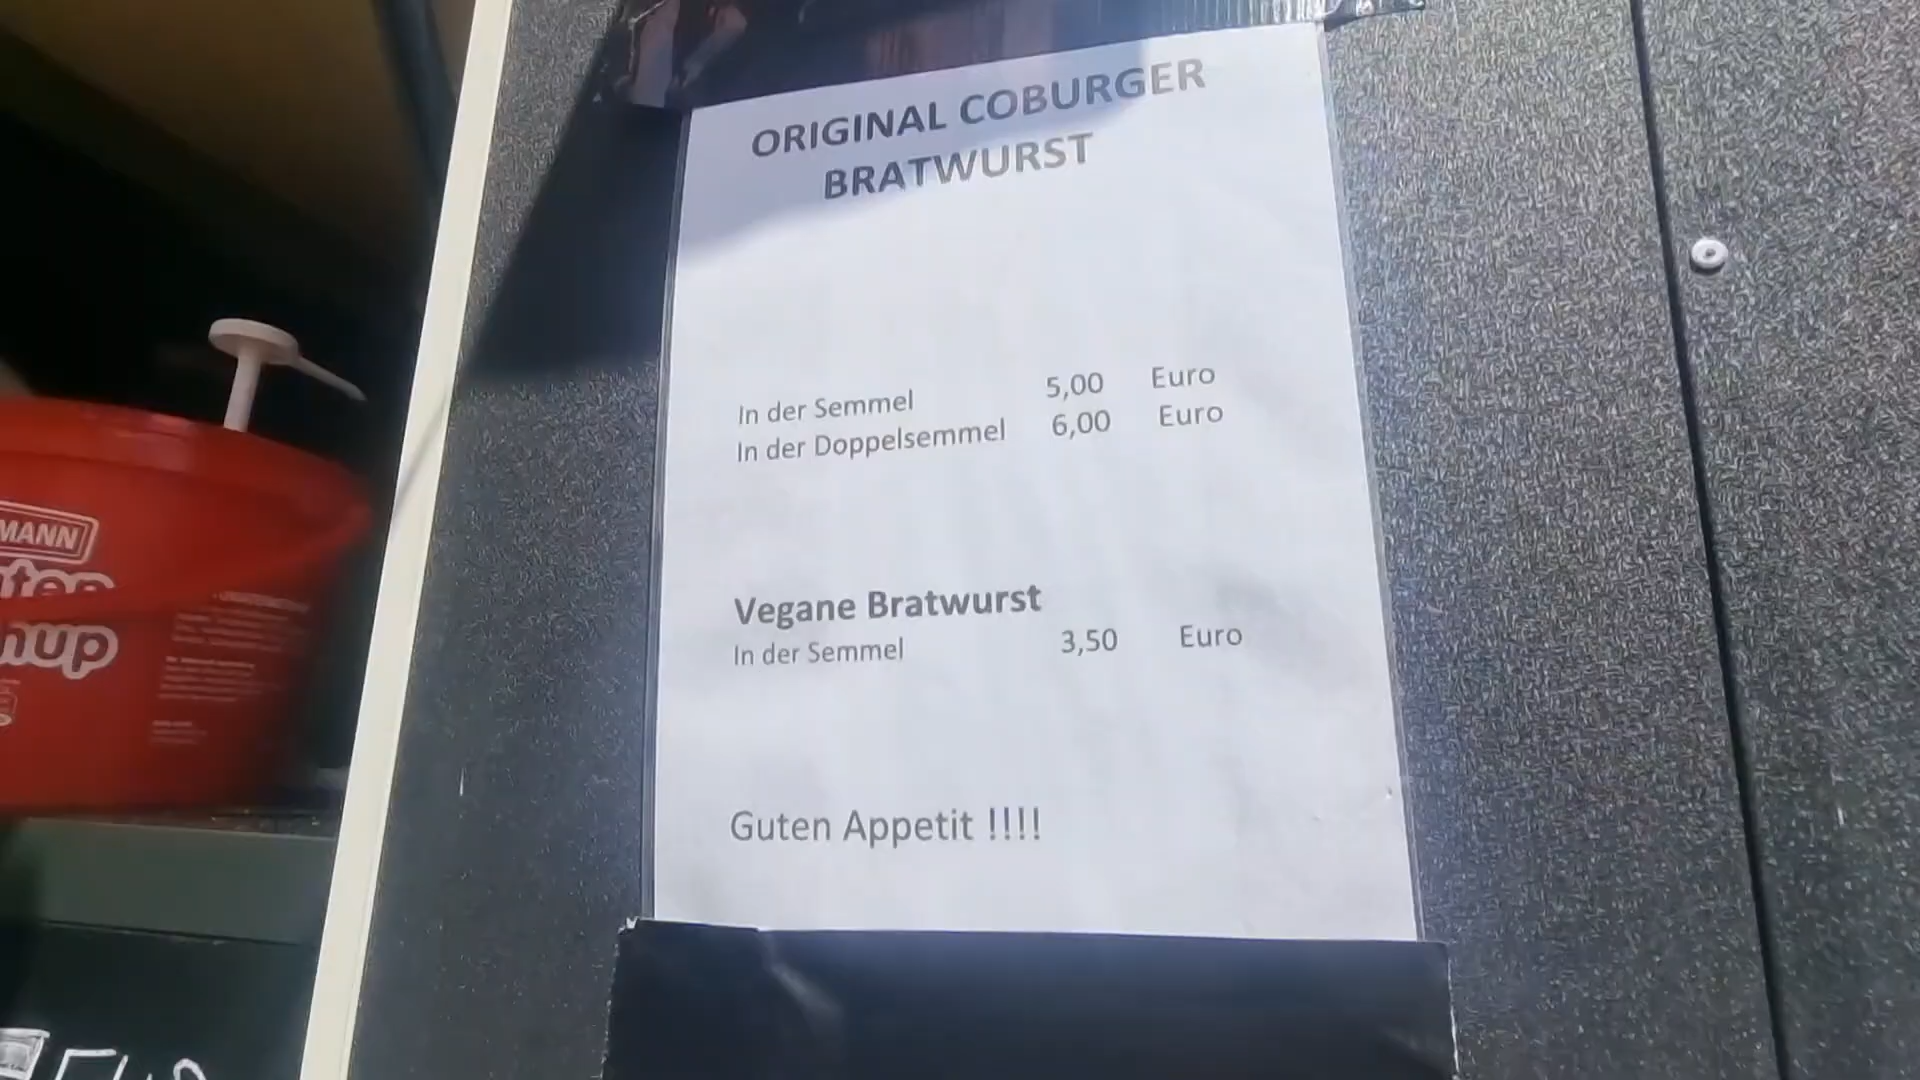 ORIGINAL COBURGER
BRATWURST
In der Semmel 5,00 Euro
In der Doppelsemmel 6,00 Euro
Vegane Bratwurst
In der Semmel 3,50 Euro
Guten Appetit !!!!
MANN